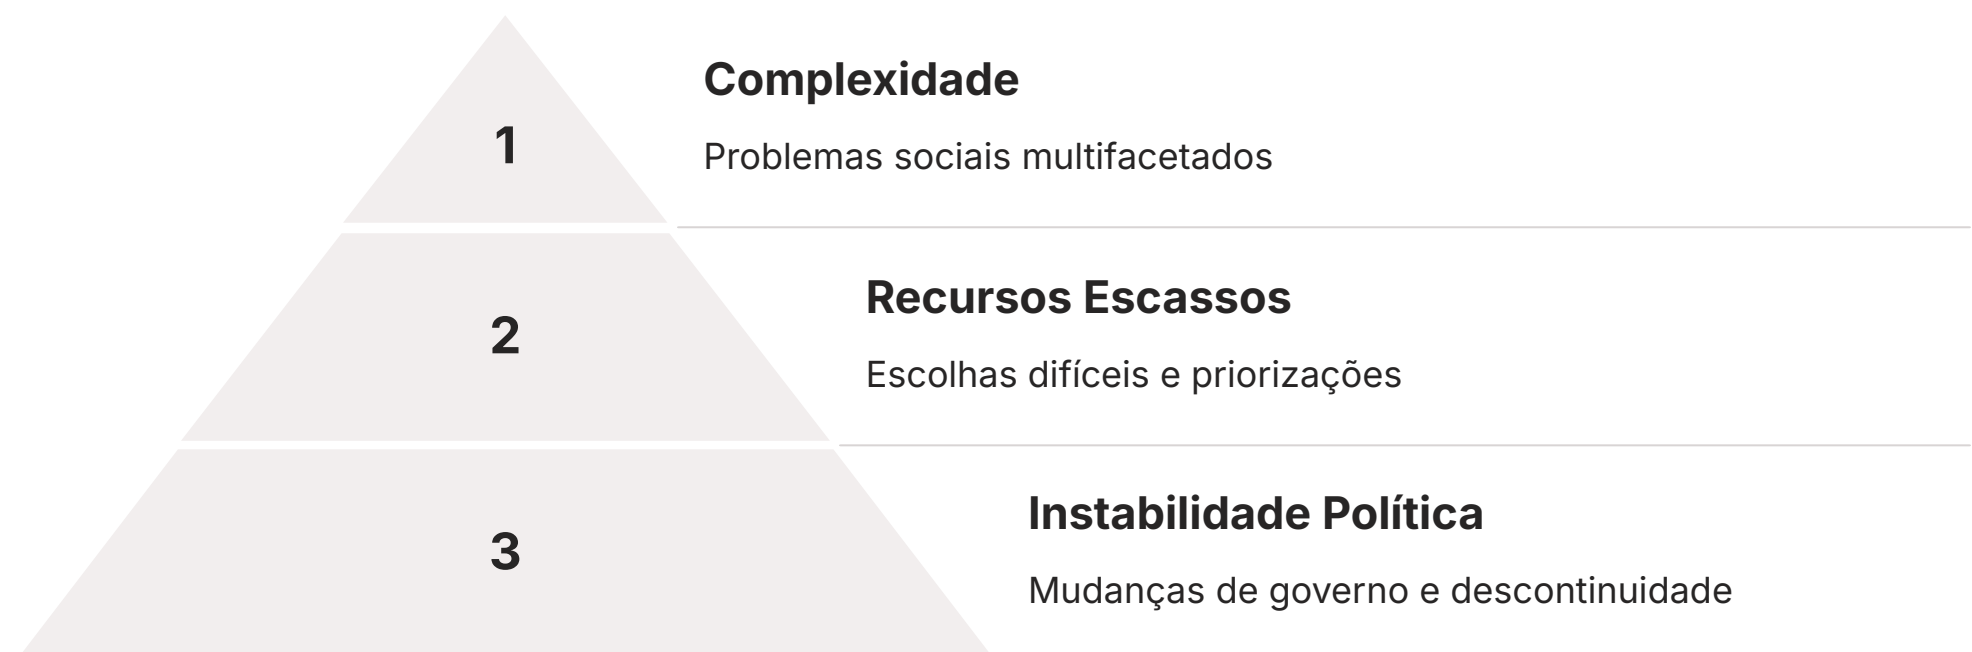 1
Complexidade
Problemas sociais multifacetados
2
Recursos Escassos
Escolhas difíceis e priorizações
3
Instabilidade Política
Mudanças de governo e descontinuidade